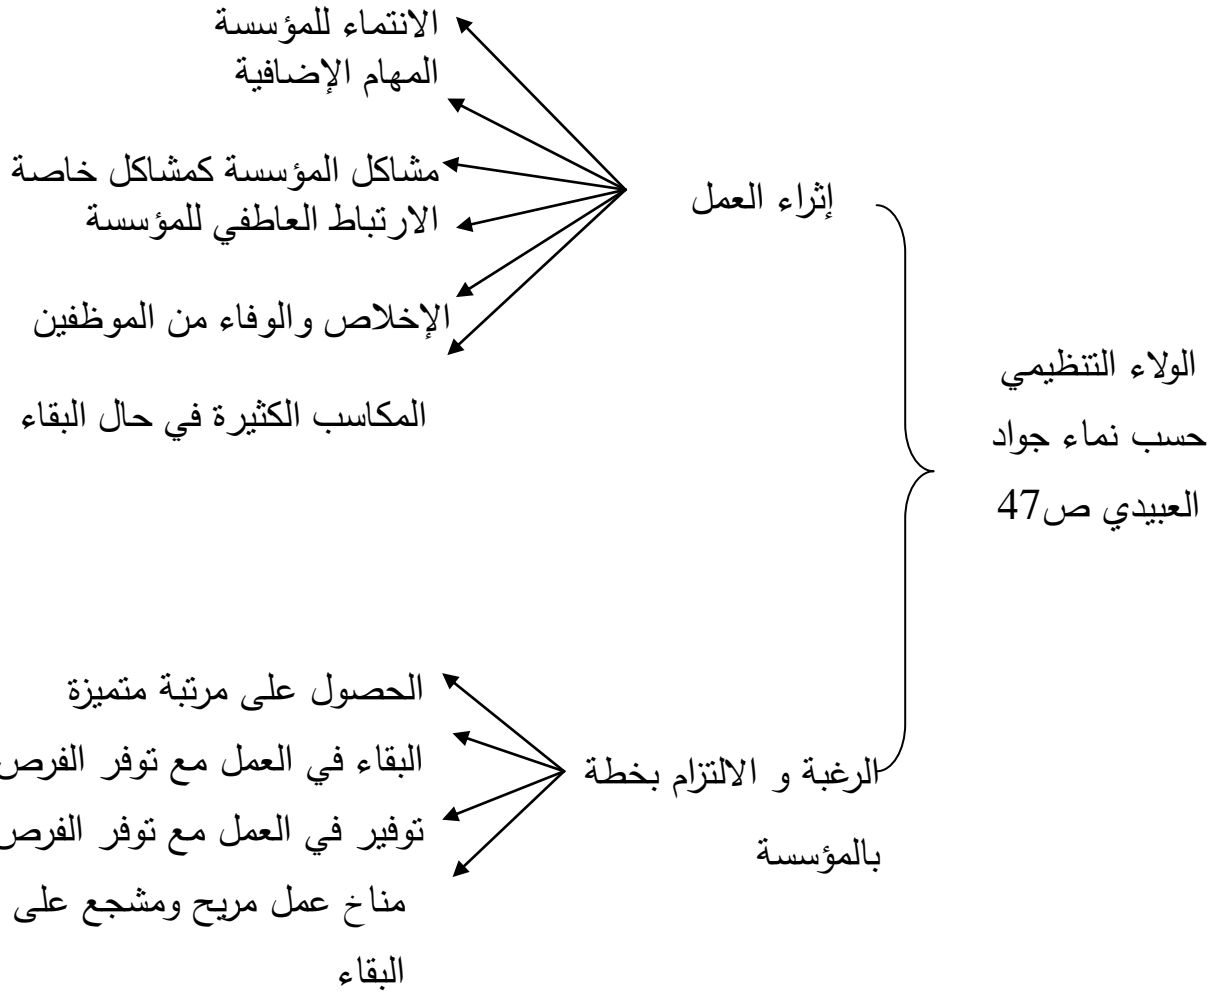 الولاء التنظيمي
حسب نماء جواد
العبيدي ص47
إثراء العمل
الانتماء للمؤسسة
المهام الإضافية
مشاكل المؤسسة كمشاكل خاصة
الارتباط العاطفي للمؤسسة
الإخلاص والوفاء من الموظفين
المكاسب الكثيرة في حال البقاء
الرغبة و الالتزام بخطة
بالمؤسسة
الحصول على مرتبة متميزة
البقاء في العمل مع توفر الفرص
توفير في العمل مع توفر الفرص
مناخ عمل مريح ومشجع على
البقاء